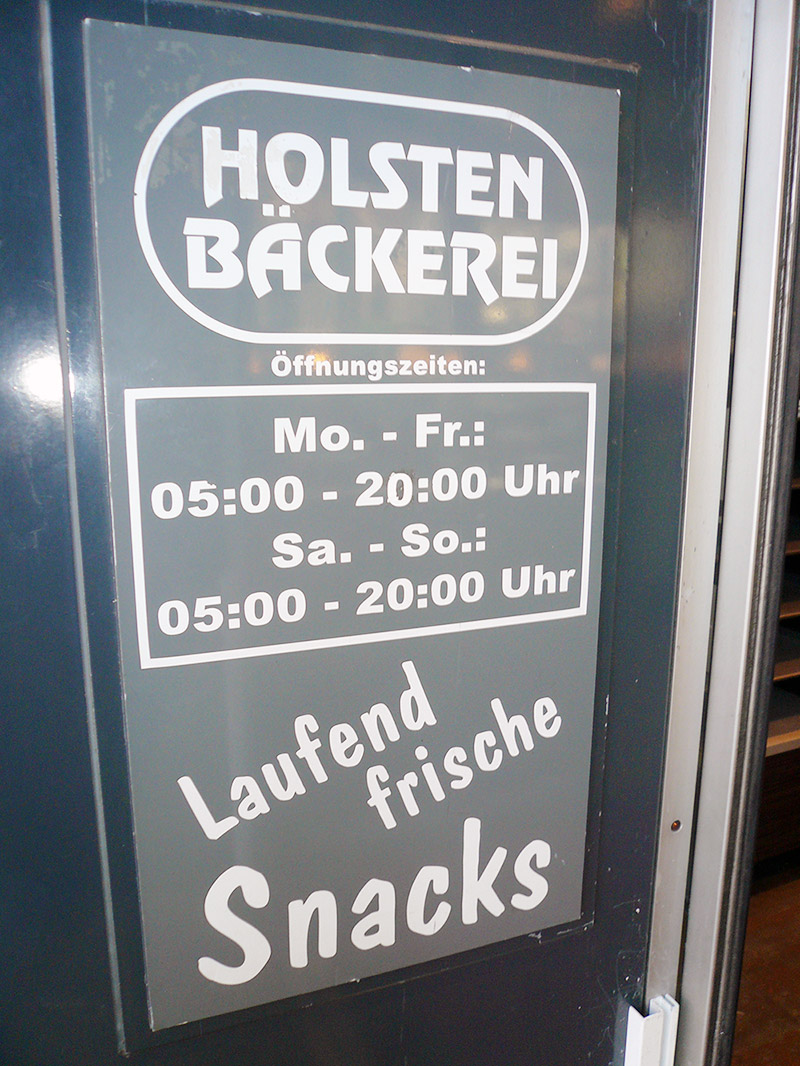 HOLSTEN
BÄCKEREI
Öffnungszeiten:
Mo. - Fr.:
05:00 - 20:00 Uhr
Sa. - So.:
05:00 - 20:00 Uhr
Laufend
frische
Snacks